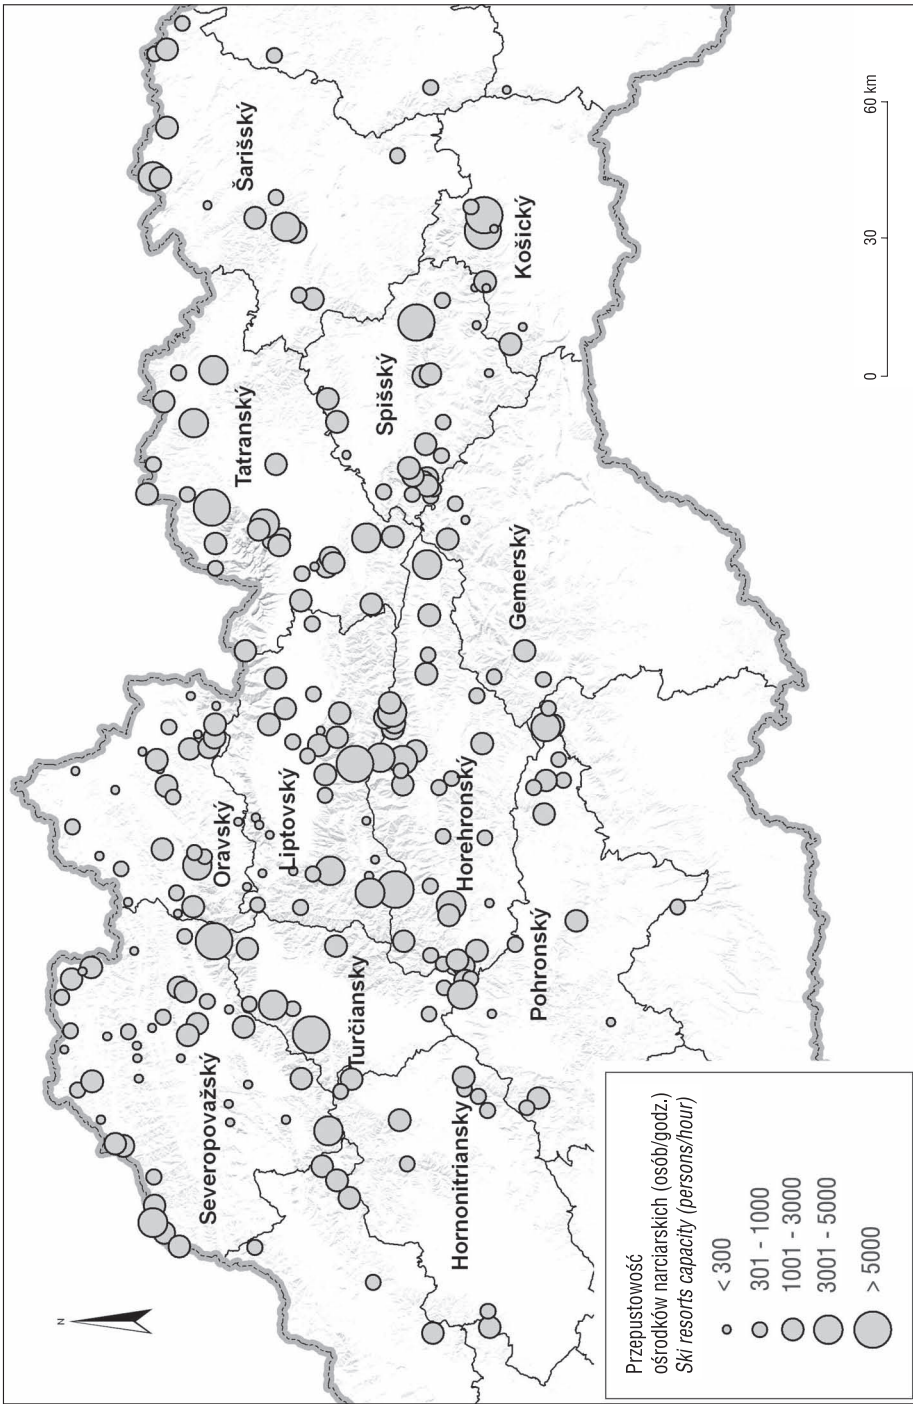 Oravský
Severopovažský
Liptovský
Turčiansky
Hornonitriansky
Horehronský
Pohronský
Tatranský
Šarišský
Spišský
Gemerský
Košický
N
0
30
60 km
Przepustowość
ośrodków narciarskich (osób/godz.)
Ski resorts capacity (persons/hour)
< 300
301 - 1000
1001 - 3000
3001 - 5000
> 5000